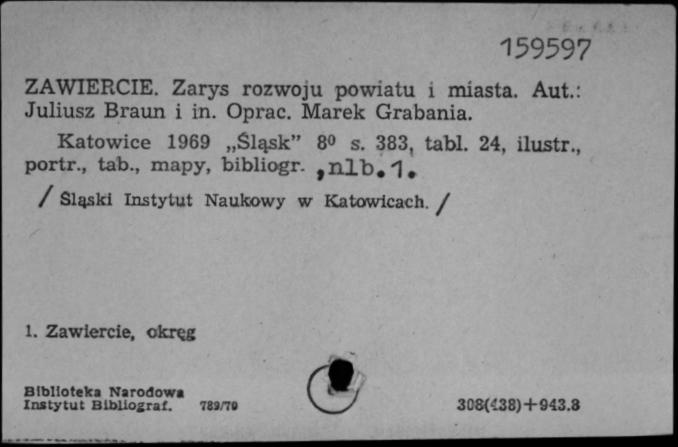 159597
ZAWIERCIE. Zarys rozwoju powiatu i miasta. Aut.:
Juliusz Braun i in. Oprac. Marek Grabania.
Katowice 1969 „Śląsk” 8⁰ s. 383, tabl. 24, ilustr.,
portr., tab., mapy, bibliogr. ,nlb.1.
/ Śląski Instytut Naukowy w Katowicach. /
1. Zawiercie, okręg
Biblioteka Narodowa
Instytut Bibliograf. 789/70 308(438)+943.8